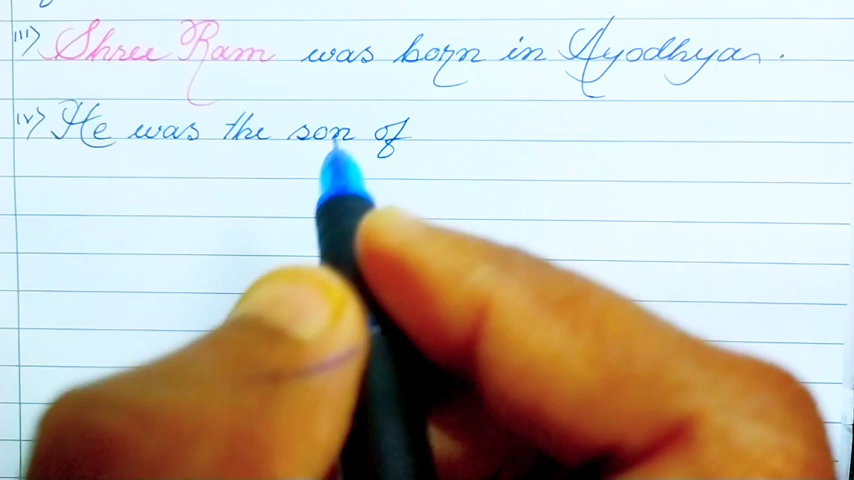 iii) Shree Ram was born in Ayodhya.
iv) He was the son of